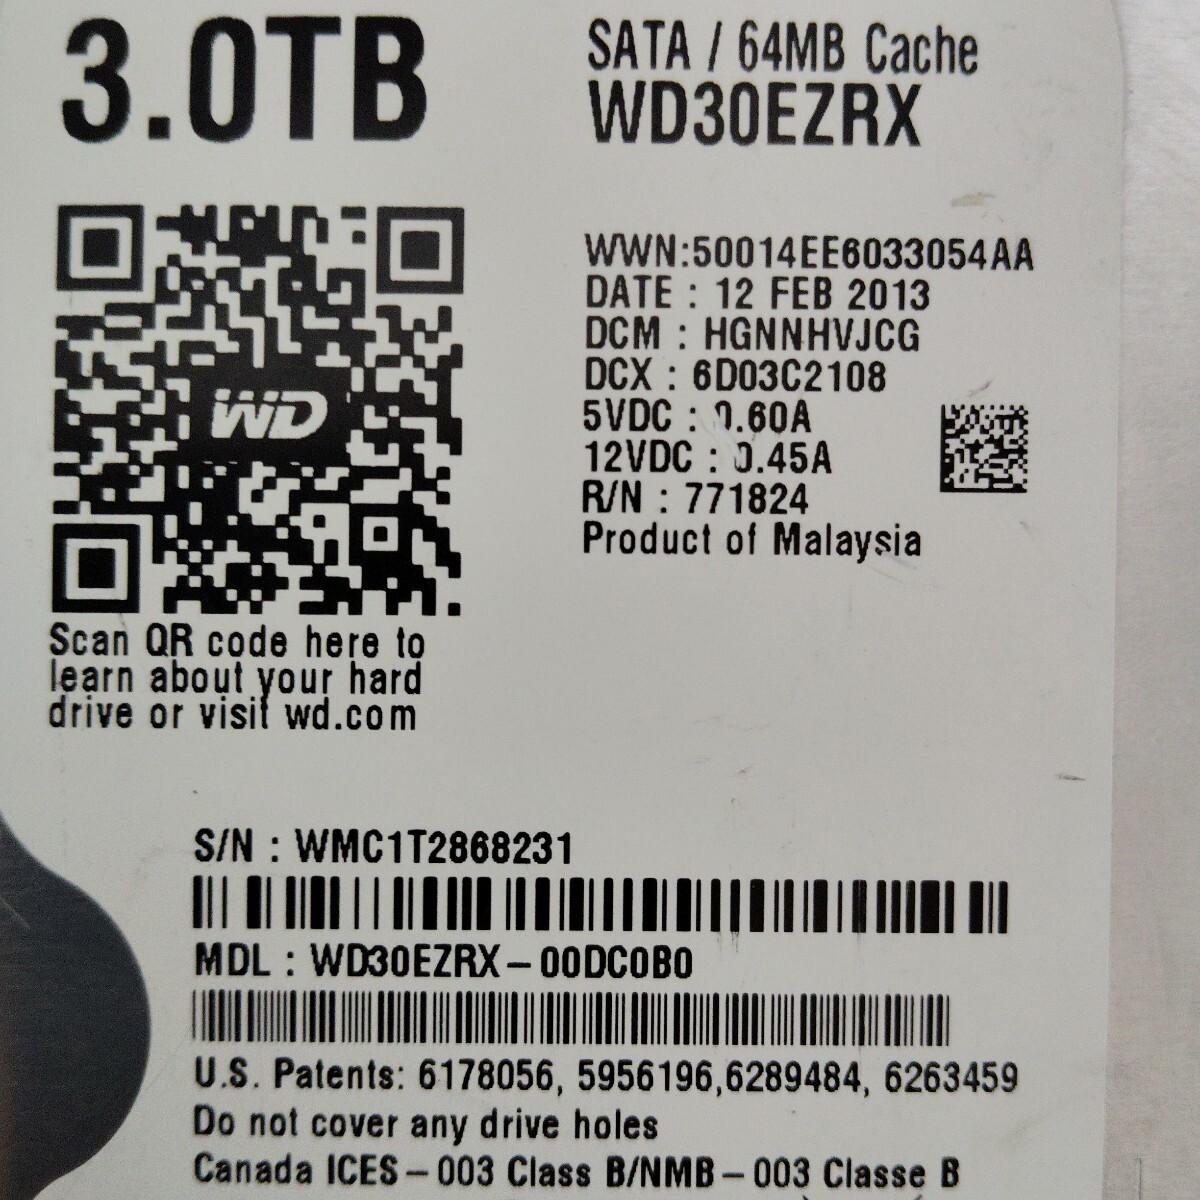 3.0TB
SATA / 64MB Cache
WD30EZRX
WD
WWN:50014EE6033054AA
DATE : 12 FEB 2013
DCM : HGNNHVJCG
DCX : 6D03C2108
5VDC : 0.60A
12VDC : 0.45A
R/N : 771824
Product of Malaysia
Scan QR code here to
learn about your hard
drive or visit wd.com
S/N : WMC1T2868231
MDL : WD30EZRX-00DC0B0
U.S. Patents: 6178056, 5956196,6289484, 6263459
Do not cover any drive holes
Canada ICES-003 Class B/NMB-003 Classe B